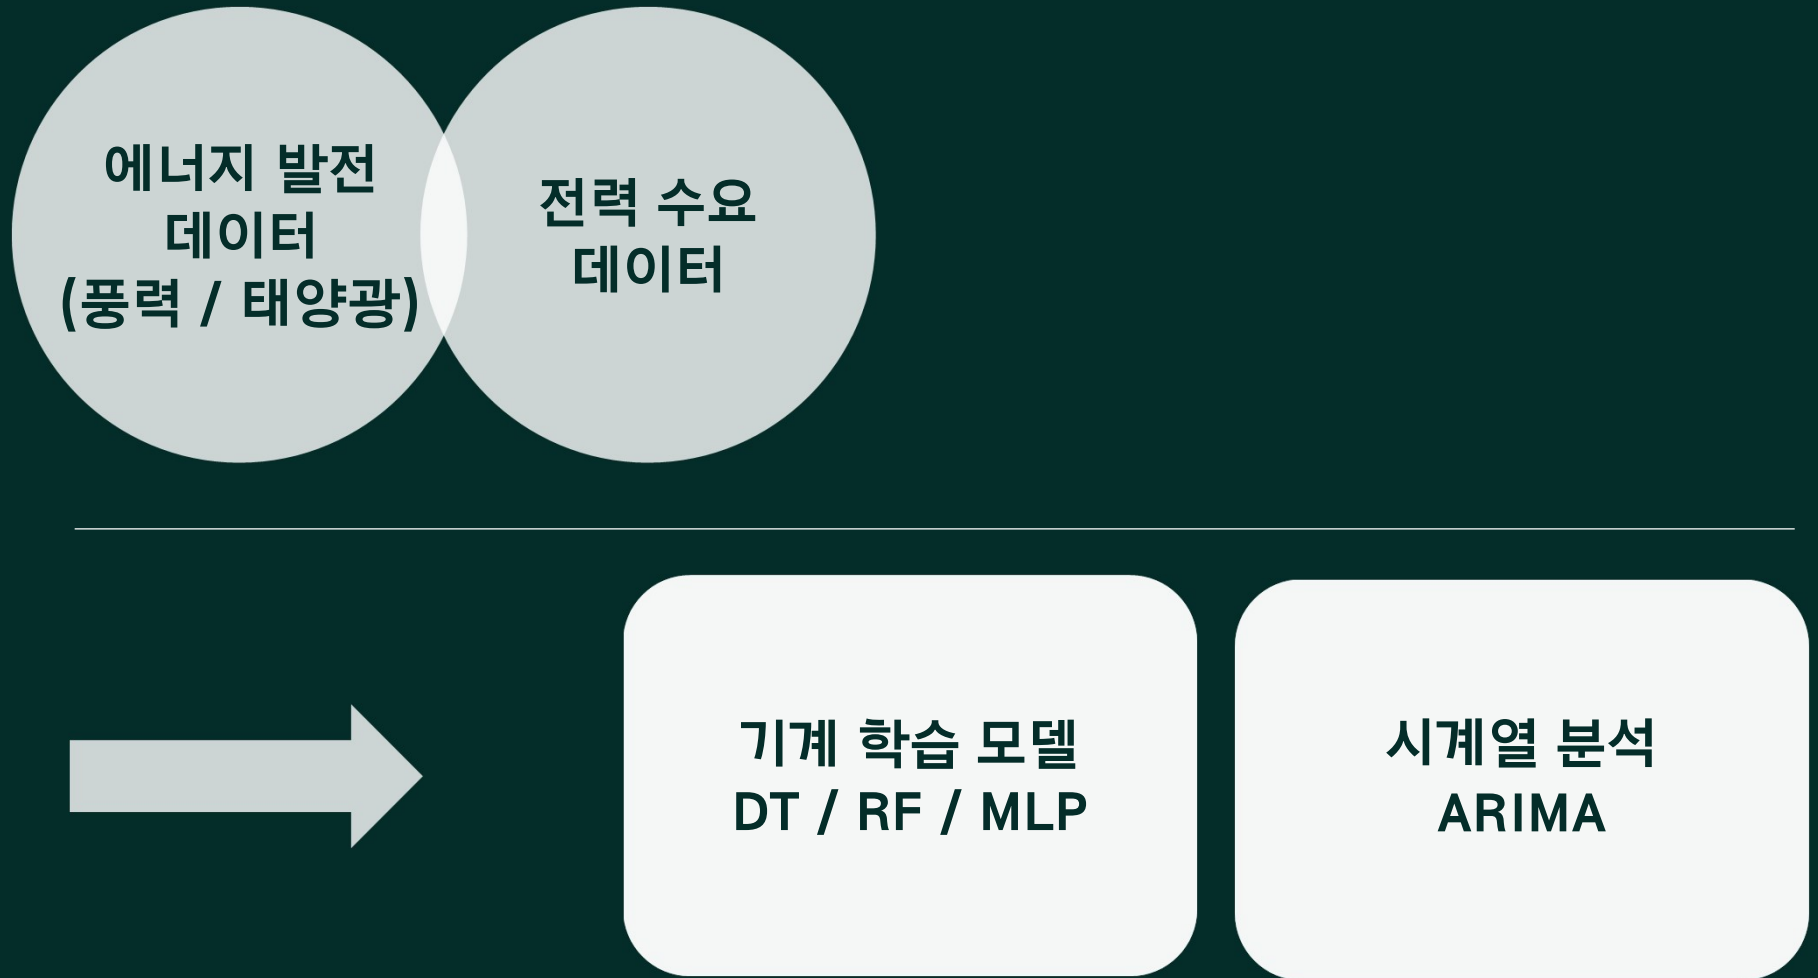 에너지 발전
데이터
(풍력 / 태양광)
전력 수요
데이터
기계 학습 모델
DT / RF / MLP
시계열 분석
ARIMA